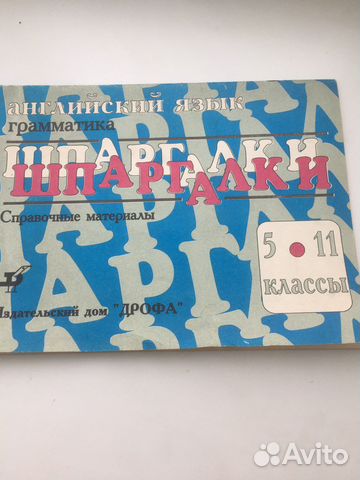 английский язык
грамматика
ШПАРГАЛКИ
ШПАРГАЛКИ
Справочные материалы
5 • 11
классы
Издательский дом "ДРОФА"
Avito